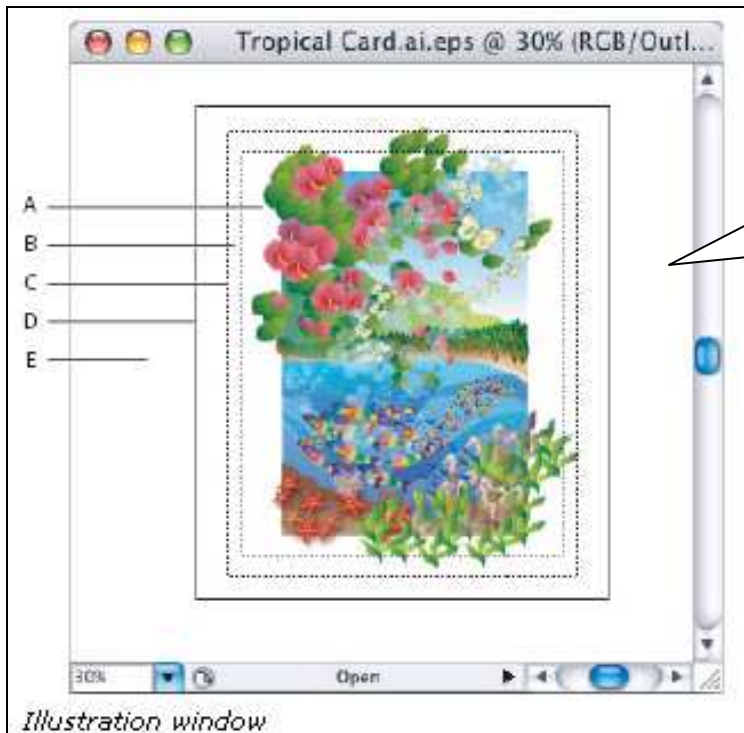 Tropical Card.ai.eps @ 30% (RGB/Outl...
A
B
C
D
E
30%
Open
Illustration window